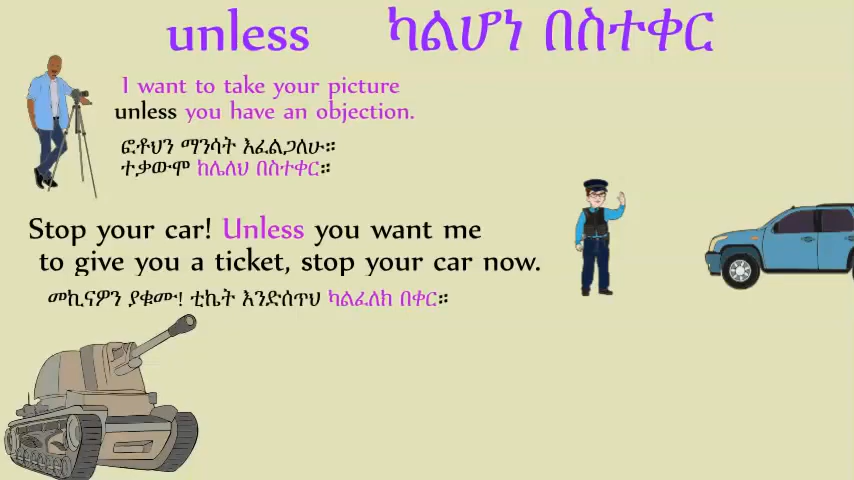 unless ካልሆነ በስተቀር
I want to take your picture
unless you have an objection.
ፎቶህን ማንሳት እፈልጋለሁ።
ተቃውሞ ከሌለህ በስተቀር።
Stop your car! Unless you want me
to give you a ticket, stop your car now.
መኪናዎን ያቁሙ! ቲኬት እንድሰጥህ ካልፈለክ በቀር።